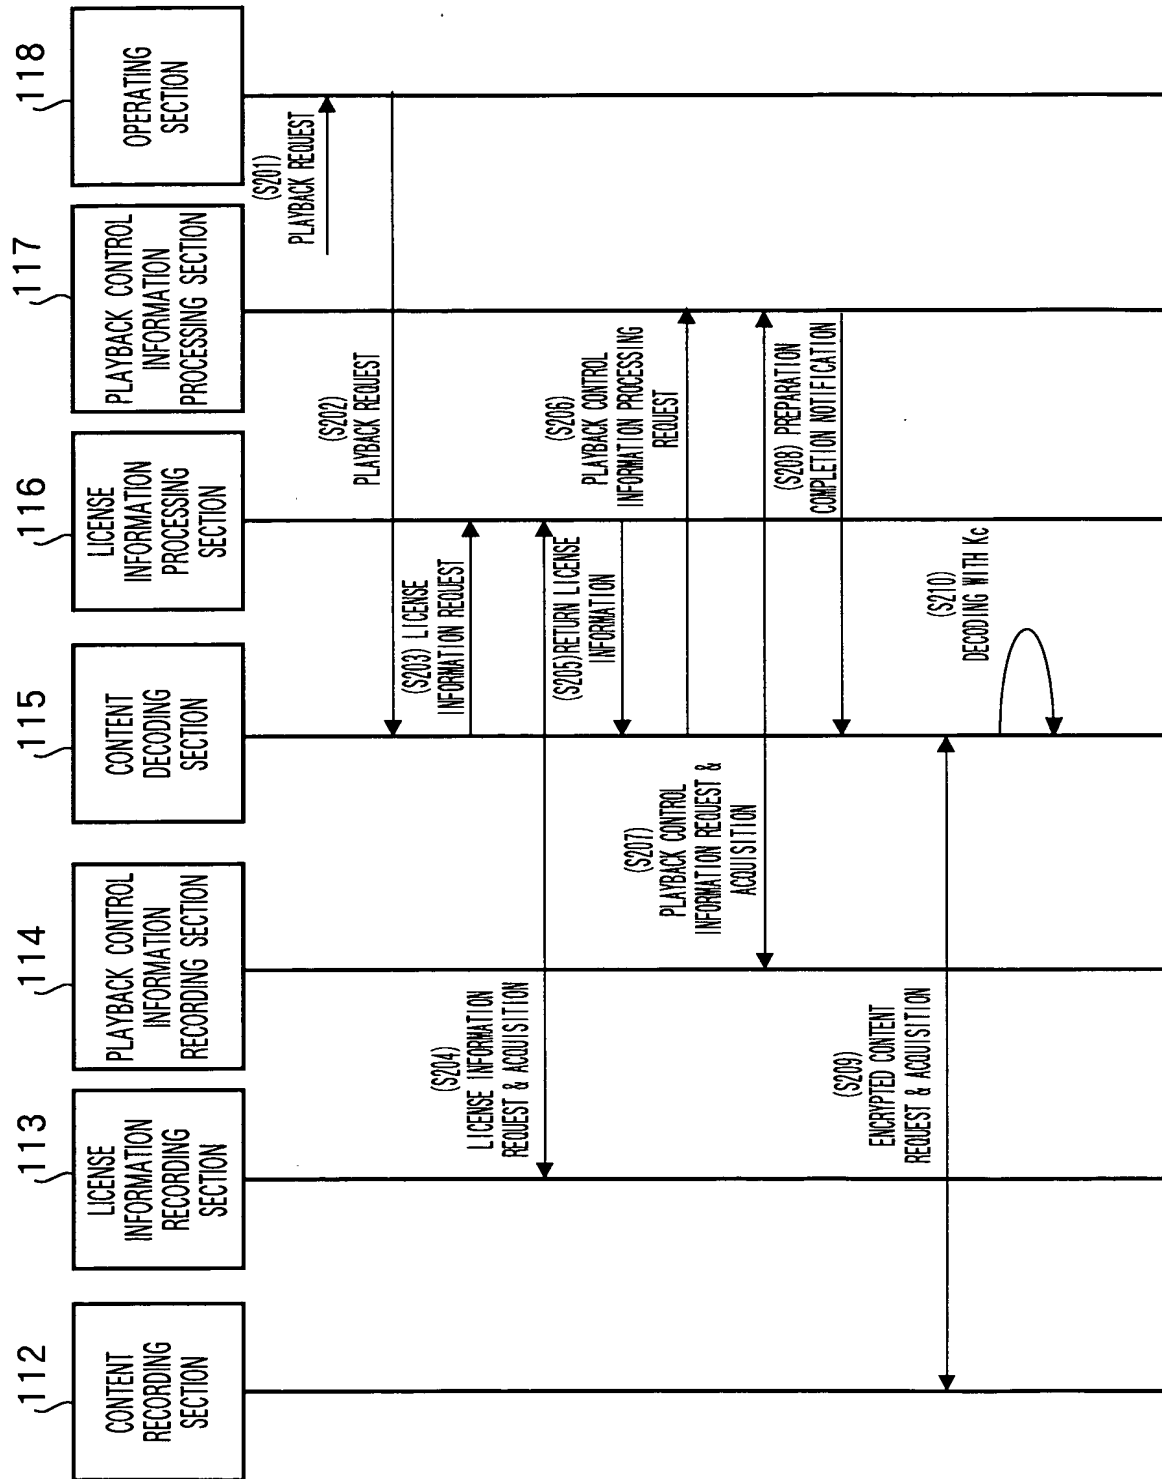 112
CONTENT
RECORDING
SECTION
113
LICENSE
INFORMATION
RECORDING
SECTION
114
PLAYBACK CONTROL
INFORMATION
RECORDING SECTION
115
CONTENT
DECODING
SECTION
116
LICENSE
INFORMATION
PROCESSING
SECTION
117
PLAYBACK CONTROL
INFORMATION
PROCESSING SECTION
118
OPERATING
SECTION
(S201)
PLAYBACK REQUEST
(S202)
PLAYBACK REQUEST
(S203) LICENSE
INFORMATION REQUEST
(S204)
LICENSE INFORMATION
REQUEST & ACQUISITION
(S205)RETURN LICENSE
INFORMATION
(S206)
PLAYBACK CONTROL
INFORMATION PROCESSING
REQUEST
(S207)
PLAYBACK CONTROL
INFORMATION REQUEST &
ACQUISITION
(S208) PREPARATION
COMPLETION NOTIFICATION
(S209)
ENCRYPTED CONTENT
REQUEST & ACQUISITION
(S210)
DECODING WITH Kc